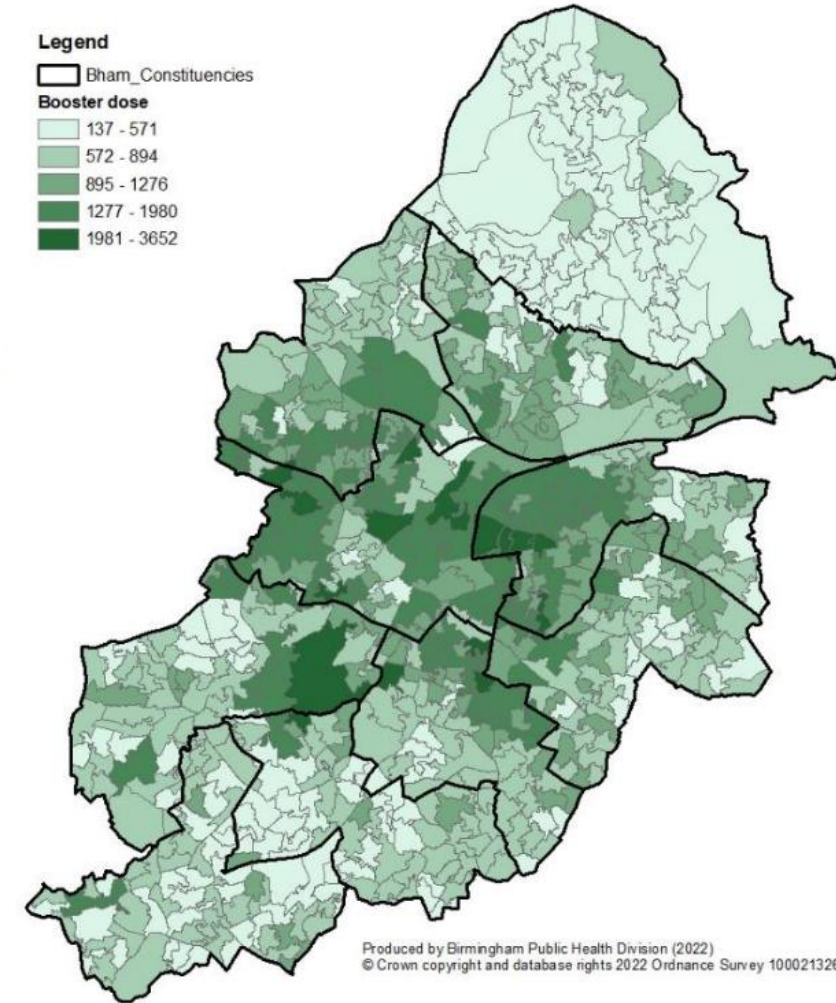 Legend
Bham_Constituencies
Booster dose
137 - 571
572 - 894
895 - 1276
1277 - 1980
1981 - 3652
Produced by Birmingham Public Health Division (2022)
© Crown copyright and database rights 2022 Ordnance Survey 100021326